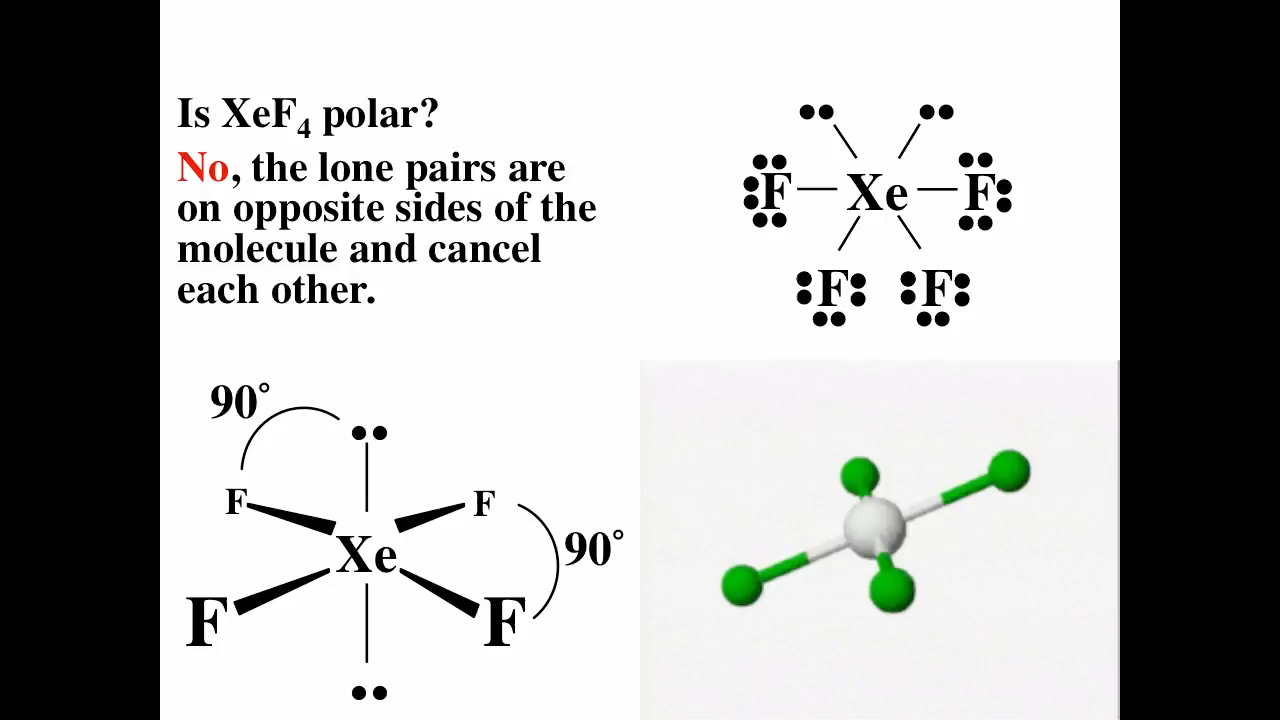 Is XeF₄ polar?
No, the lone pairs are
on opposite sides of the
molecule and cancel
each other.
F Xe F
F F
90°
F F
Xe 90°
F F